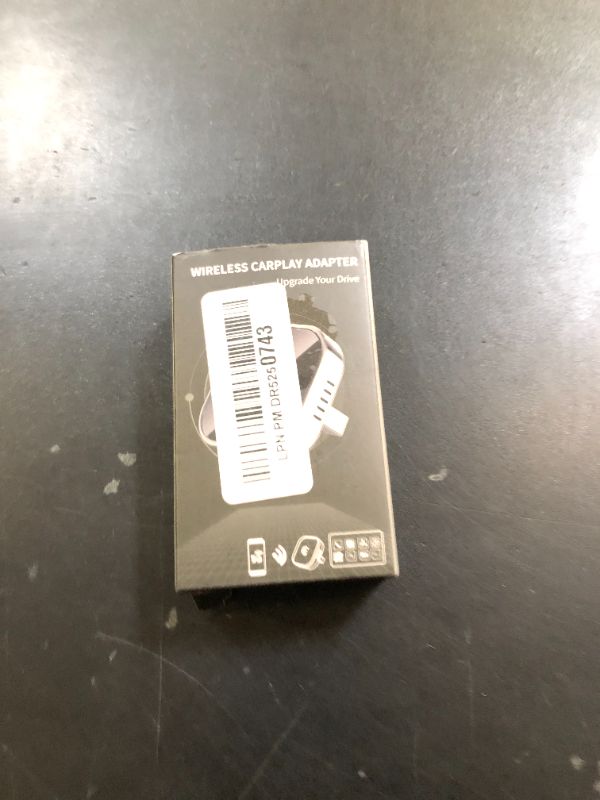 WIRELESS CARPLAY ADAPTER
Upgrade Your Drive
LPN PM DR5250743